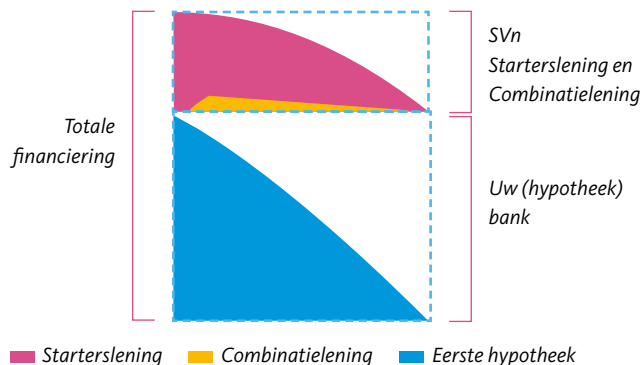 SVn
Starterslening en
Combinatielening
Totale
financiering
Uw (hypotheek)
bank
Starterslening
Combinatielening
Eerste hypotheek